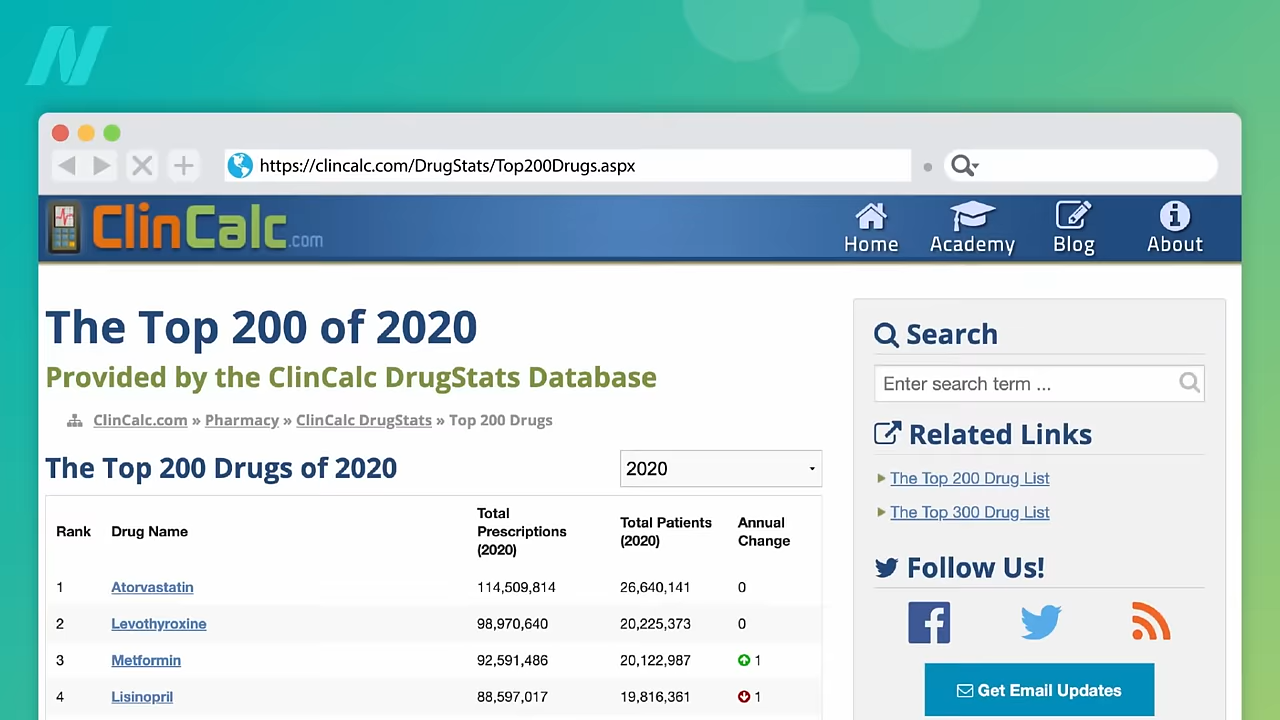 N
https://clincalc.com/DrugStats/Top200Drugs.aspx
ClinCalc.com
Home
Academy
Blog
About
The Top 200 of 2020
Provided by the ClinCalc DrugStats Database
ClinCalc.com » Pharmacy » ClinCalc DrugStats » Top 200 Drugs
The Top 200 Drugs of 2020
2020
Rank Drug Name Total Prescriptions (2020) Total Patients (2020) Annual Change
1 Atorvastatin 114,509,814 26,640,141 0
2 Levothyroxine 98,970,640 20,225,373 0
3 Metformin 92,591,486 20,122,987 1
4 Lisinopril 88,597,017 19,816,361 1
Search
Enter search term ...
Related Links
The Top 200 Drug List
The Top 300 Drug List
Follow Us!
Get Email Updates